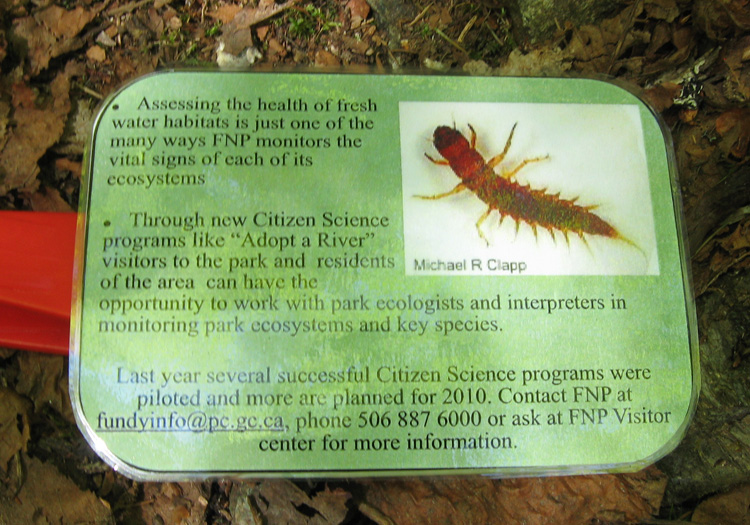 • Assessing the health of fresh
water habitats is just one of the
many ways FNP monitors the
vital signs of each of its
ecosystems
• Through new Citizen Science
programs like "Adopt a River"
visitors to the park and residents
of the area can have the
opportunity to work with park ecologists and interpreters in
monitoring park ecosystems and key species.
Michael R Clapp
Last year several successful Citizen Science programs were
piloted and more are planned for 2010. Contact FNP at
fundyinfo@pc.gc.ca, phone 506 887 6000 or ask at FNP Visitor
center for more information.